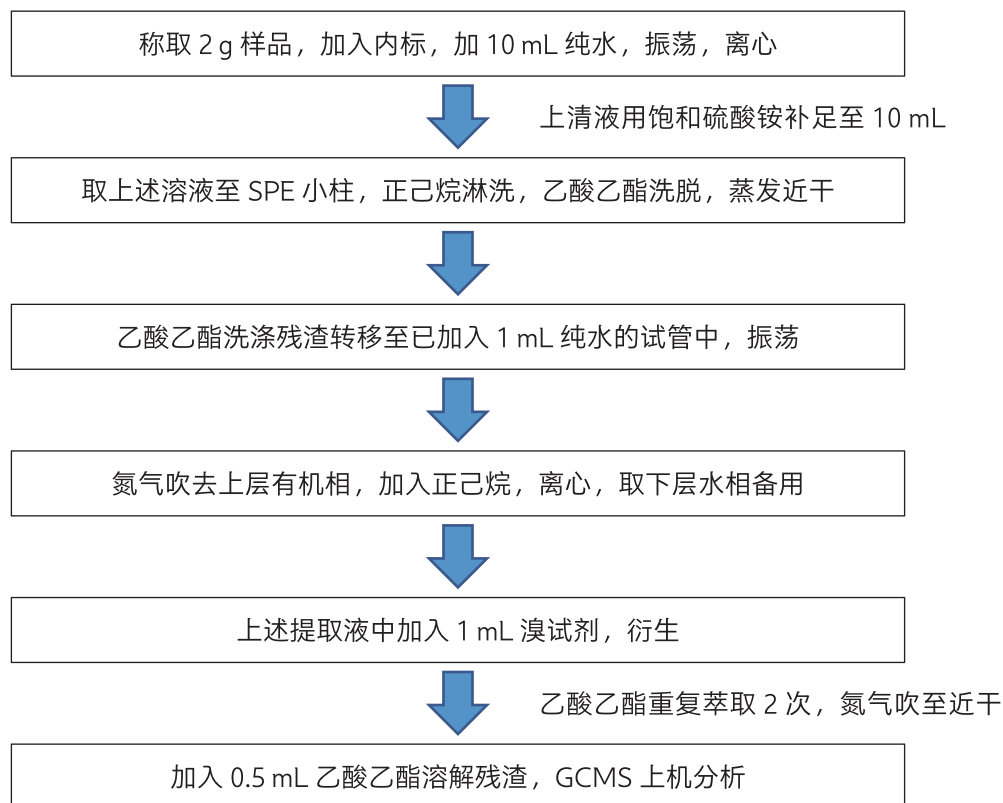 称取 2 g 样品，加入内标，加 10 mL 纯水，振荡，离心
上清液用饱和硫酸铵补足至 10 mL
取上述溶液至 SPE 小柱，正己烷淋洗，乙酸乙酯洗脱，蒸发近干
乙酸乙酯洗涤残渣转移至已加入 1 mL 纯水的试管中，振荡
氮气吹去上层有机相，加入正己烷，离心，取下层水相备用
上述提取液中加入 1 mL 溴试剂，衍生
乙酸乙酯重复萃取 2 次，氮气吹至近干
加入 0.5 mL 乙酸乙酯溶解残渣，GCMS 上机分析